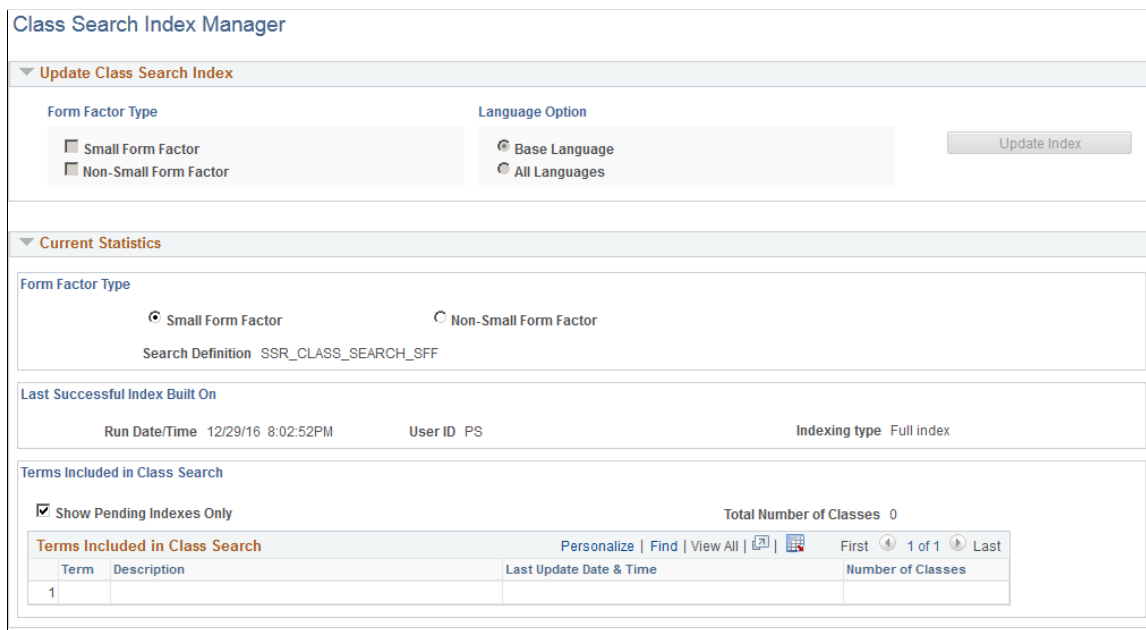 Class Search Index Manager
Update Class Search Index
Form Factor Type Language Option
Small Form Factor Base Language Update Index
Non-Small Form Factor All Languages
Current Statistics
Form Factor Type
Small Form Factor Non-Small Form Factor
Search Definition SSR_CLASS_SEARCH_SFF
Last Successful Index Built On
Run Date/Time 12/29/16 8:02:52PM User ID PS Indexing type Full index
Terms Included in Class Search
Show Pending Indexes Only Total Number of Classes 0
Terms Included in Class Search Personalize | Find | View All | | First 1 of 1 Last
Term Description Last Update Date & Time Number of Classes
1